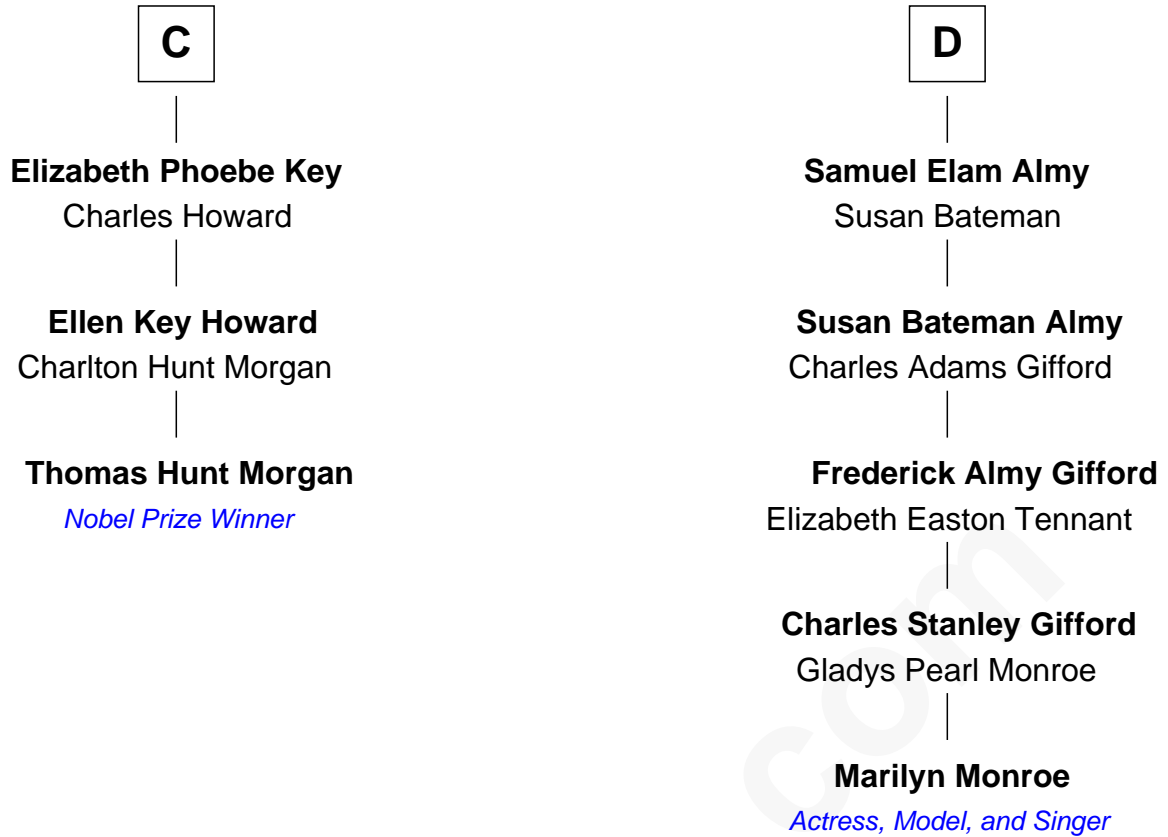 C
Elizabeth Phoebe Key
Charles Howard
Ellen Key Howard
Charlton Hunt Morgan
Thomas Hunt Morgan
Nobel Prize Winner
D
Samuel Elam Almy
Susan Bateman
Susan Bateman Almy
Charles Adams Gifford
Frederick Almy Gifford
Elizabeth Easton Tennant
Charles Stanley Gifford
Gladys Pearl Monroe
Marilyn Monroe
Actress, Model, and Singer
com